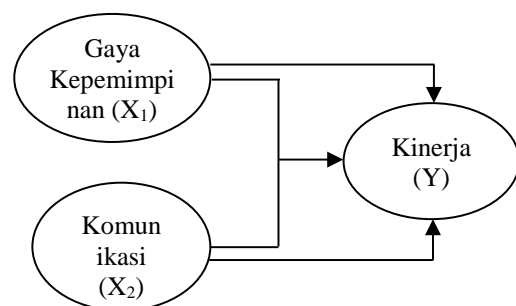 Gaya
Kepemimpi
nan (X₁)
Kinerja
(Y)
Komun
ikasi
(X₂)